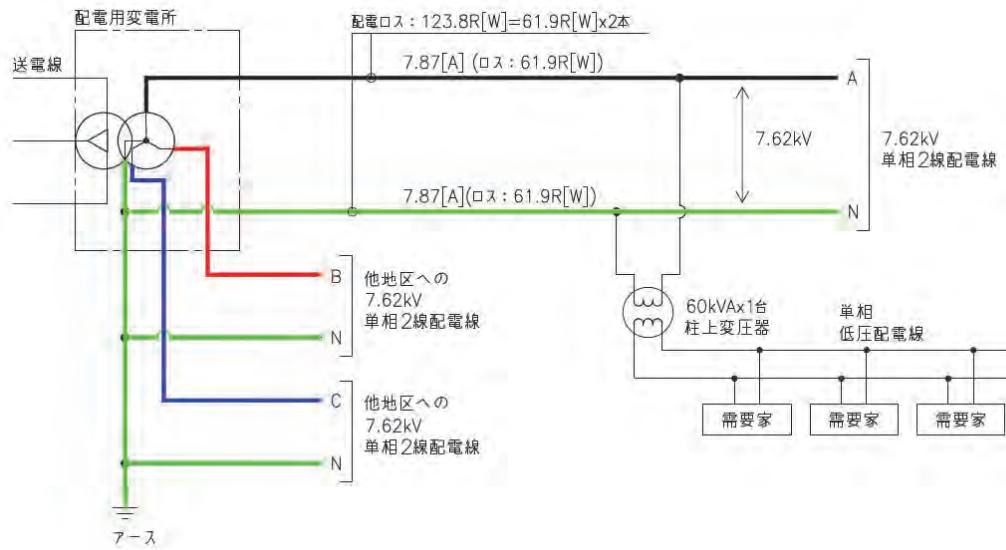 配電用変電所
配電ロス：123.8R[W]=61.9R[W]x2本
送電線
7.87[A] (ロス：61.9R[W])
A
7.62kV
7.62kV
単相2線配電線
7.87[A](ロス：61.9R[W])
N
B
他地区への
7.62kV
単相2線配電線
N
60kVAx1台
柱上変圧器
単相
低圧配電線
C
他地区への
7.62kV
単相2線配電線
N
需要家
需要家
需要家
アース